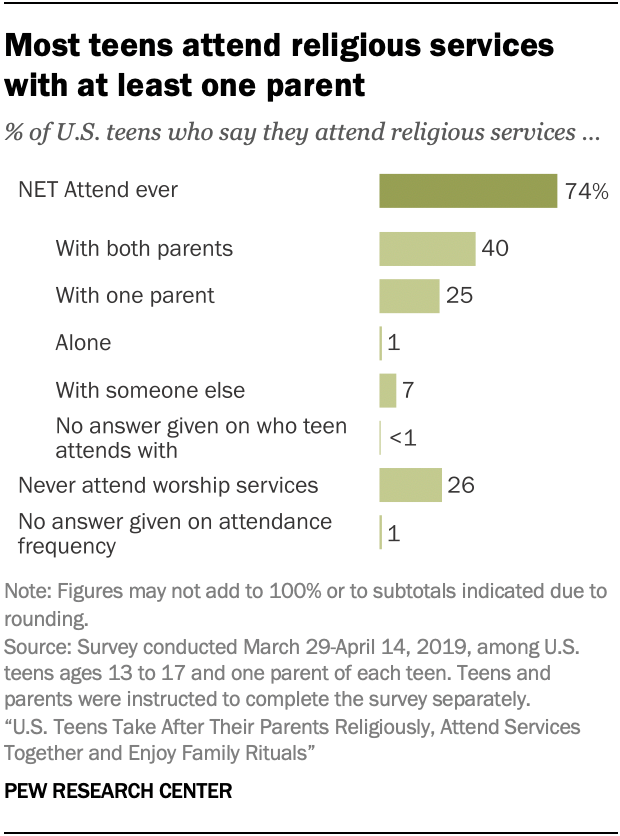 Most teens attend religious services
with at least one parent
% of U.S. teens who say they attend religious services ...
NET Attend ever 74%
With both parents 40
With one parent 25
Alone 1
With someone else 7
No answer given on who teen
attends with <1
Never attend worship services 26
No answer given on attendance
frequency 1
Note: Figures may not add to 100% or to subtotals indicated due to
rounding.
Source: Survey conducted March 29-April 14, 2019, among U.S.
teens ages 13 to 17 and one parent of each teen. Teens and
parents were instructed to complete the survey separately.
“U.S. Teens Take After Their Parents Religiously, Attend Services
Together and Enjoy Family Rituals”
PEW RESEARCH CENTER